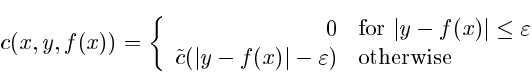 c(x, y, f(x)) = { 0 for |y − f(x)| ≤ ε
c̃(|y − f(x)| − ε) otherwise